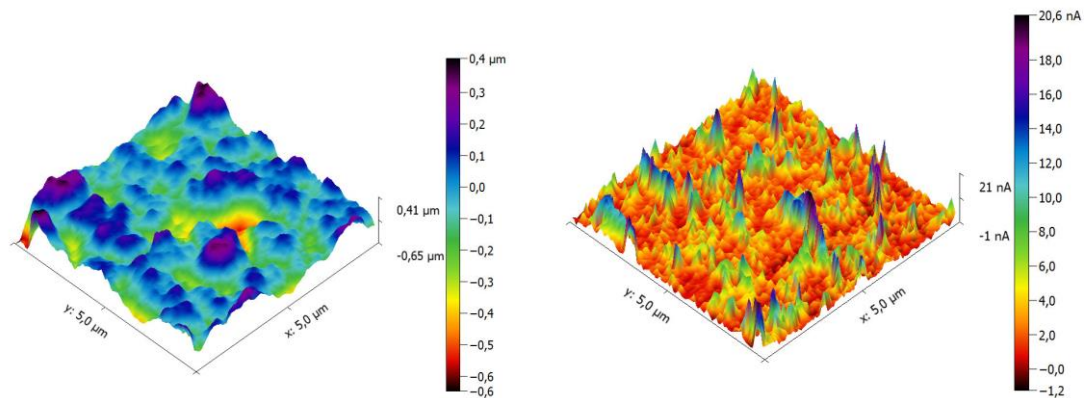 0,4 µm
0,3
0,2
0,1
0,0
−0,1
−0,2
−0,3
−0,4
−0,5
−0,6
−0,6
0,41 µm
-0,65 µm
y: 5,0 µm
x: 5,0 µm
20,6 nA
18,0
16,0
14,0
12,0
10,0
8,0
6,0
4,0
2,0
−0,0
−1,2
21 nA
-1 nA
y: 5,0 µm
x: 5,0 µm